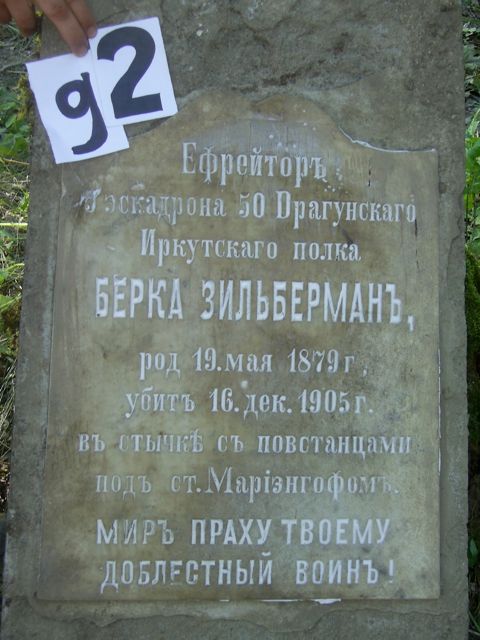 92
Ефрейторъ
эскадрона 50 Драгунскаго
Иркутскаго полка
БЕРКА ЗИЛЬБЕРМАНЪ,
род 19. мая 1879 г,
убитъ 16. дек. 1905 г.
въ стычкѣ съ повстанцами
подъ ст. Маріэнгофомъ.
МИРЪ ПРАХУ ТВОЕМУ
ДОБЛЕСТНЫЙ ВОИНЪ!